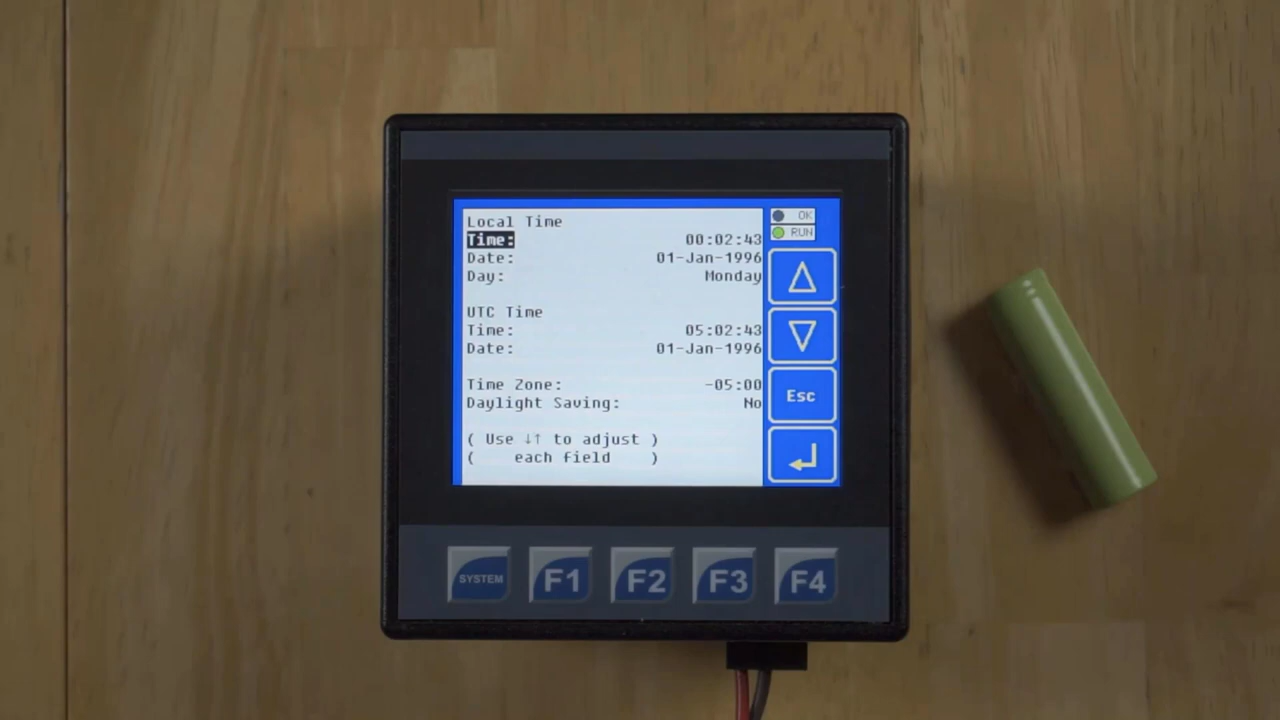 Local Time
Time: 00:02:43
Date: 01-Jan-1996
Day: Monday
UTC Time
Time: 05:02:43
Date: 01-Jan-1996
Time Zone: -05:00
Daylight Saving: No
( Use ↓↑ to adjust )
( each field )
OK
RUN
Esc
SYSTEM F1 F2 F3 F4